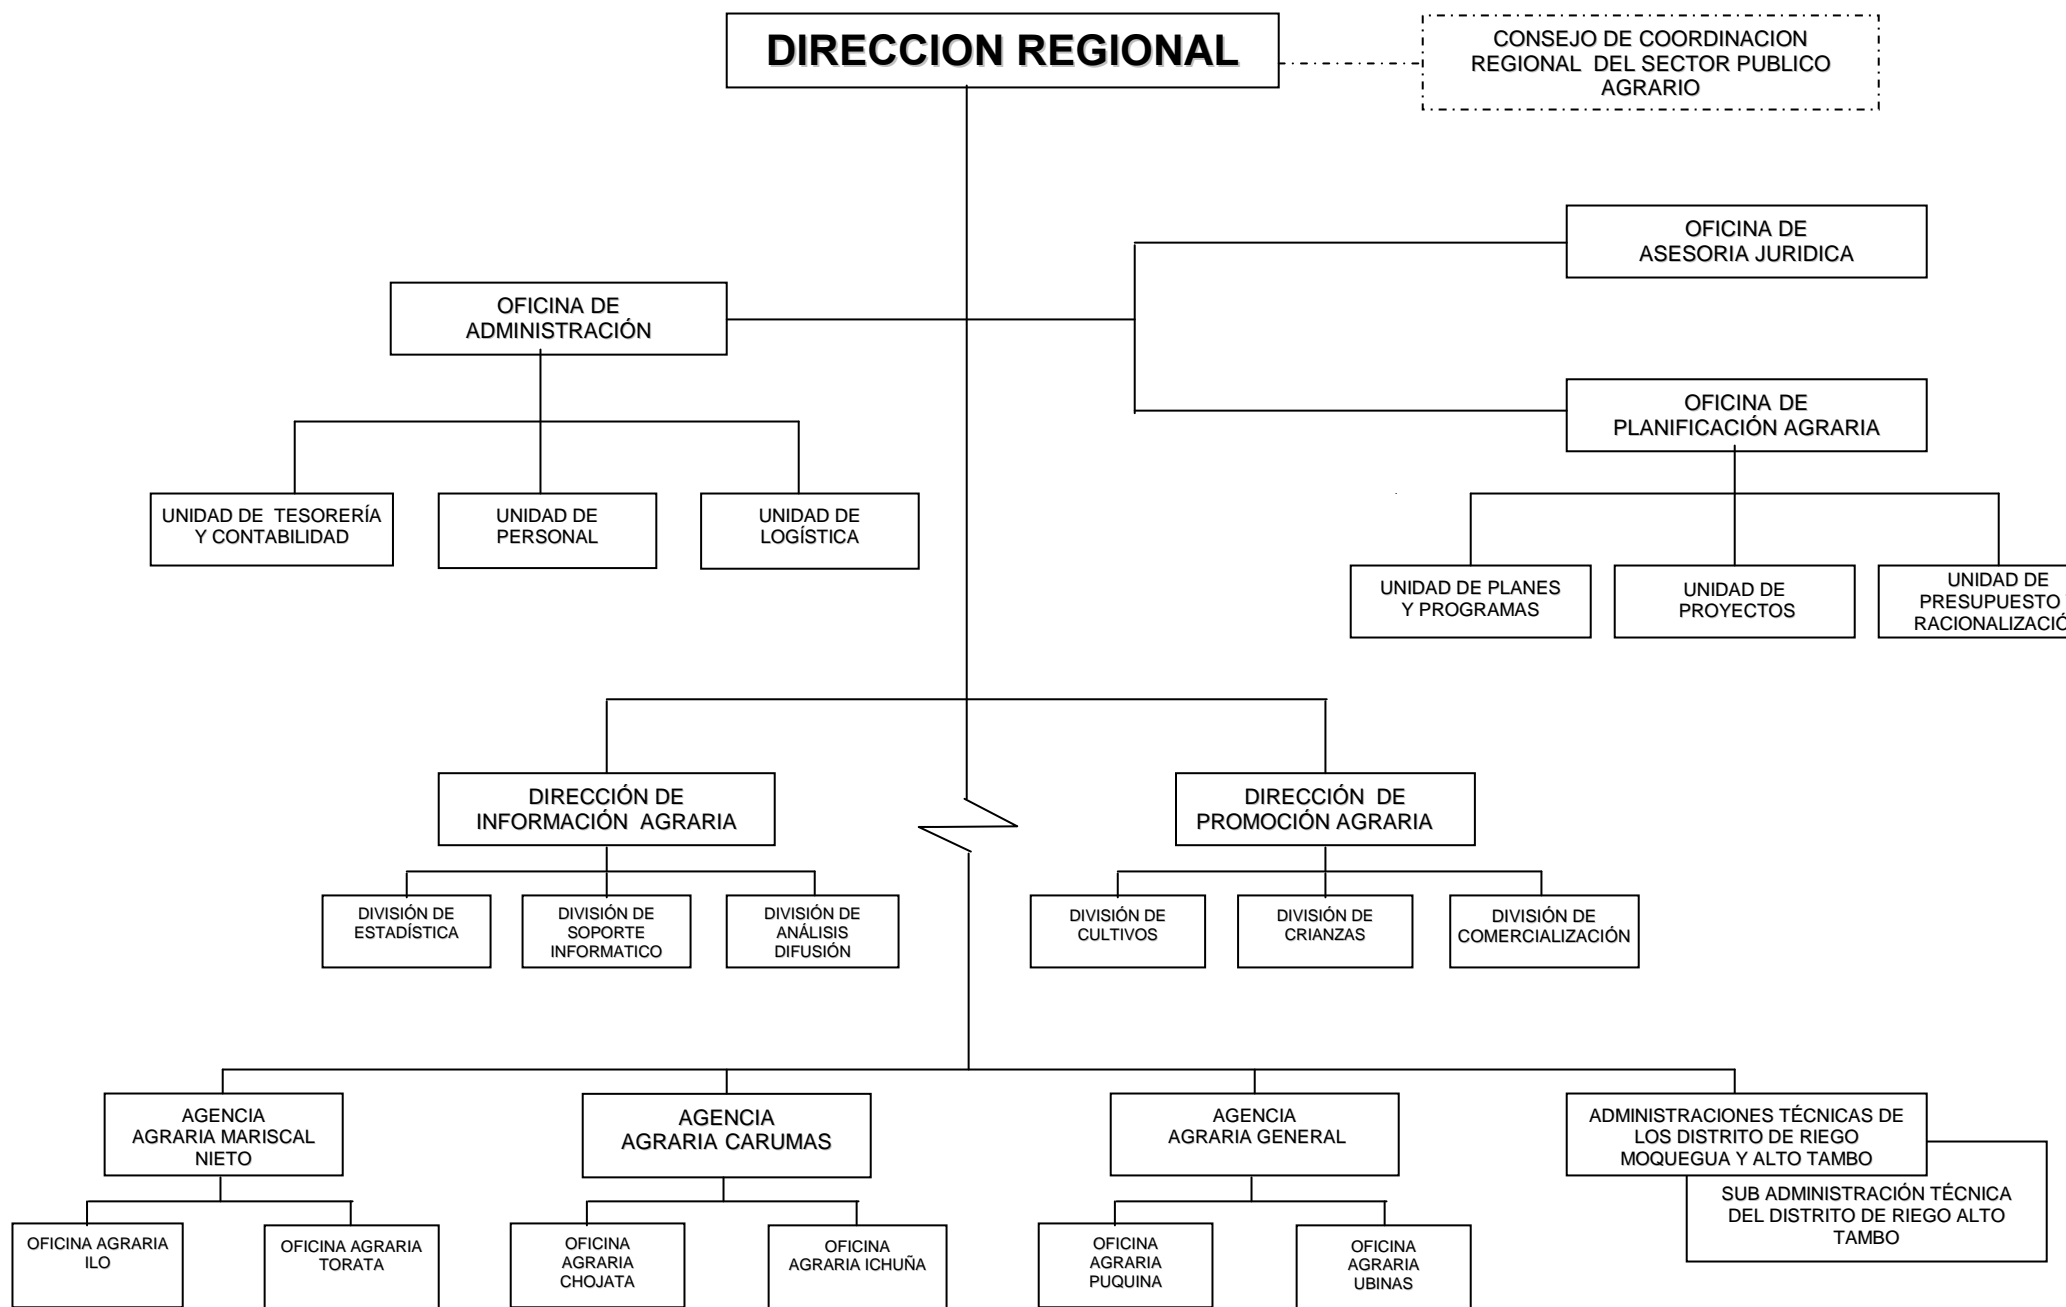 DIRECCION REGIONAL
CONSEJO DE COORDINACION
REGIONAL DEL SECTOR PUBLICO
AGRARIO
OFICINA DE
ASESORIA JURIDICA
OFICINA DE
ADMINISTRACIÓN
OFICINA DE
PLANIFICACIÓN AGRARIA
UNIDAD DE TESORERÍA
Y CONTABILIDAD
UNIDAD DE
PERSONAL
UNIDAD DE
LOGÍSTICA
UNIDAD DE PLANES
Y PROGRAMAS
UNIDAD DE
PROYECTOS
UNIDAD DE
PRESUPUESTO
RACIONALIZACIÓ
DIRECCIÓN DE
INFORMACIÓN AGRARIA
DIRECCIÓN DE
PROMOCIÓN AGRARIA
DIVISIÓN DE
ESTADÍSTICA
DIVISIÓN DE
SOPORTE
INFORMATICO
DIVISIÓN DE
ANÁLISIS
DIFUSIÓN
DIVISIÓN DE
CULTIVOS
DIVISIÓN DE
CRIANZAS
DIVISIÓN DE
COMERCIALIZACIÓN
AGENCIA
AGRARIA MARISCAL
NIETO
AGENCIA
AGRARIA CARUMAS
AGENCIA
AGRARIA GENERAL
ADMINISTRACIONES TÉCNICAS DE
LOS DISTRITO DE RIEGO
MOQUEGUA Y ALTO TAMBO
SUB ADMINISTRACIÓN TÉCNICA
DEL DISTRITO DE RIEGO ALTO
TAMBO
OFICINA AGRARIA
ILO
OFICINA AGRARIA
TORATA
OFICINA
AGRARIA
CHOJATA
OFICINA
AGRARIA ICHUÑA
OFICINA
AGRARIA
PUQUINA
OFICINA
AGRARIA
UBINAS